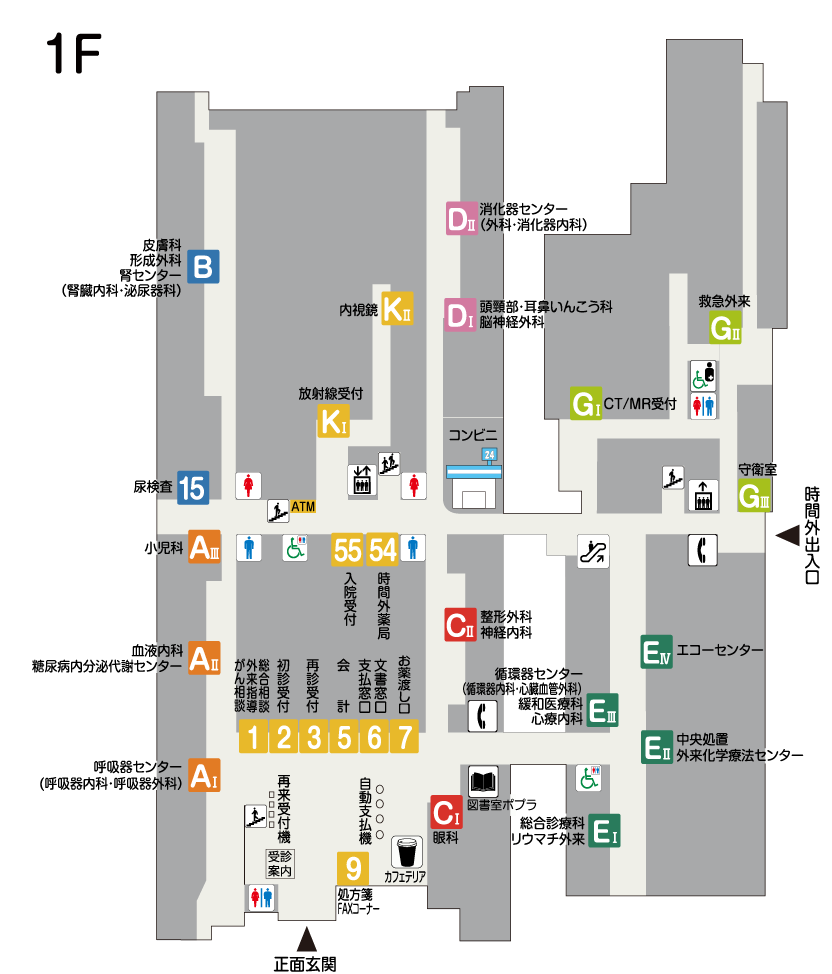 1F
消化器センター
DII
(外科・消化器内科)
皮膚科
形成外科
腎センター
(腎臓内科・泌尿器科)
B
内視鏡
KII
DI
頭頸部・耳鼻いんこう科
脳神経外科
救急外来
GII
放射線受付
KI
GI
CT/MR受付
コンビニ
24
尿検査
15
ATM
守衛室
GIII
時間外出入口
小児科
AIII
55
54
入院受付
時間外薬局
CII
整形外科
神経内科
血液内科
糖尿病内分泌代謝センター
AII
EIV
エコーセンター
がん相談
外来指導
総合相談
初診受付
再診受付
会計
支払窓口
文書窓口
お薬渡し口
循環器センター
(循環器内科・心臓血管外科)
緩和医療科
心療内科
EIII
1
2
3
5
6
7
EII
中央処置
外来化学療法センター
呼吸器センター
(呼吸器内科・呼吸器外科)
AI
再来受付機
自動支払機
図書室ポプラ
CI
眼科
総合診療科
リウマチ外来
EI
受診
案内
9
カフェテリア
処方箋
FAXコーナー
正面玄関